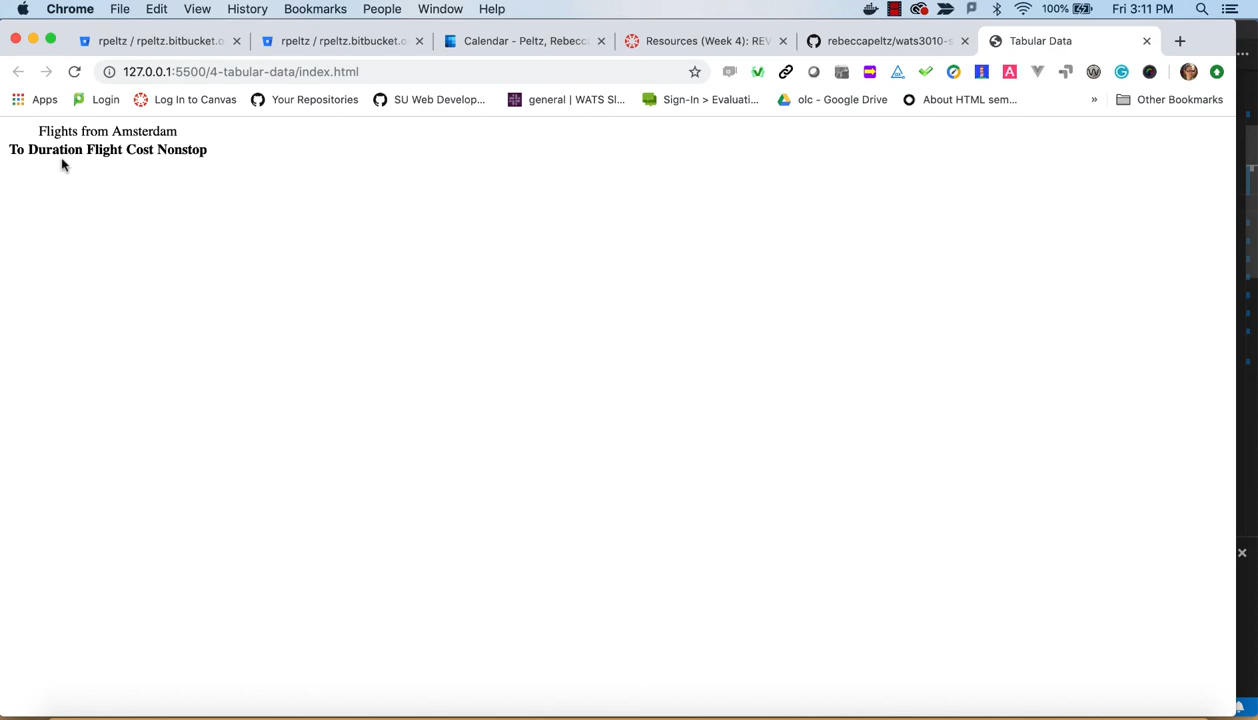 Chrome File Edit View History Bookmarks People Window Help 100% Fri 3:11 PM
rpeltz / rpeltz.bitbucket.o rpeltz / rpeltz.bitbucket.o Calendar - Peltz, Rebecc Resources (Week 4): REV rebeccapeltz/wats3010-s Tabular Data
127.0.0.1:5500/4-tabular-data/index.html
Apps Login Log In to Canvas Your Repositories SU Web Develop... general | WATS Sl... Sign-In > Evaluati... olc - Google Drive About HTML sem... » Other Bookmarks
Flights from Amsterdam
To Duration Flight Cost Nonstop